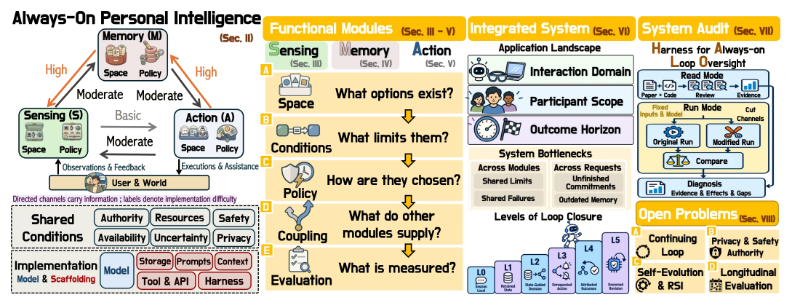 Always-On Personal Intelligence
(Sec. II)
Memory (M)
Space
Policy
High
High
Moderate
Moderate
Sensing (S)
Space
Policy
Basic
Moderate
Action (A)
Space
Policy
Observations & Feedback
Executions & Assistance
User & World
Directed channels carry information ; labels denote implementation difficulty
Shared
Conditions
Authority
Resources
Safety
Availability
Uncertainty
Privacy
Implementation
Model & Scaffolding
Model
Storage
Prompts
Context
Tool & API
Harness
Functional Modules (Sec. III - V)
Sensing
(Sec, III)
Memory
(Sec, IV)
Action
(Sec, V)
A
Space
What options exist?
B
Conditions
What limits them?
C
Policy
How are they chosen?
D
Coupling
What do other
modules supply?
E
Evaluation
What is measured?
Integrated System (Sec. VI)
Application Landscape
Interaction Domain
Participant Scope
Outcome Horizon
System Bottlenecks
Across Modules
Shared Limits
Shared Failures
Across Requests
Unfinished
Commitments
Outdated Memory
Levels of Loop Closure
L0
L1
L2
L3
L4
L5
System Audit (Sec. VII)
Harness for Always-on
Loop Oversight
Read Mode
Paper + Code
Review
Evidence
Fixed
Inputs & Model
Run Mode
Cut
Channels
Original Run
Modified Run
Compare
Diagnosis
Evidence & Effects & Gaps
Open Problems (Sec, VIII)
A
Continuing
Loop
B
Privacy & Safety
Authority
C
Self-Evolution
& RSI
D
Longitudinal
Evaluation